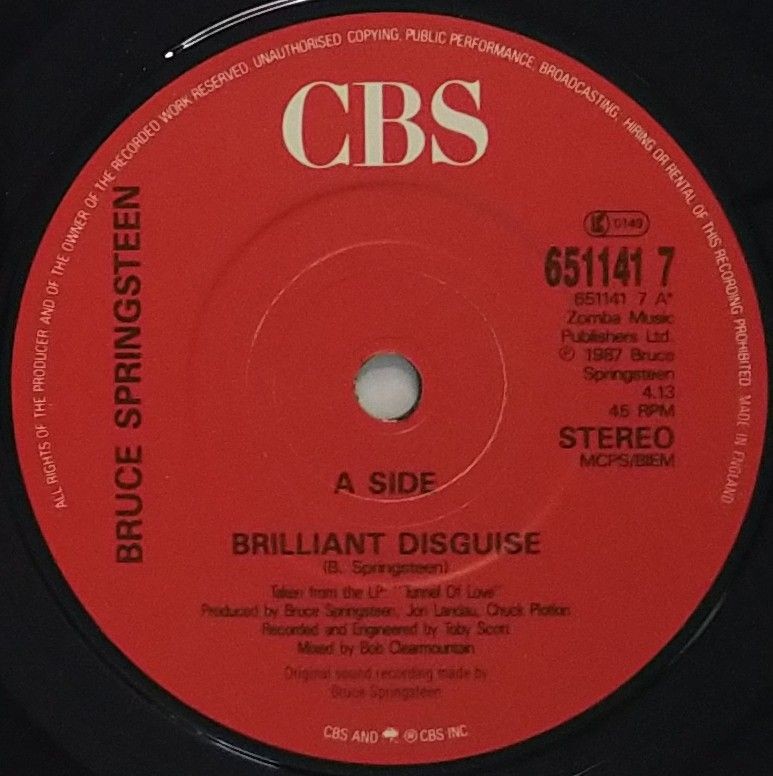 ALL RIGHTS OF THE PRODUCER AND OF THE OWNER OF THE RECORDED WORK RESERVED. UNAUTHORISED COPYING, PUBLIC PERFORMANCE, BROADCASTING, HIRING OR RENTAL OF THIS RECORDING PROHIBITED. MADE IN ENGLAND
CBS
BRUCE SPRINGSTEEN
0149
651141 7
651141 7 A*
Zomba Music
Publishers Ltd.
℗ 1987 Bruce
Springsteen
4.13
45 RPM
STEREO
MCPS/BIEM
A SIDE
BRILLIANT DISGUISE
(B. Springsteen)
Taken from the LP: "Tunnel Of Love"
Produced by Bruce Springsteen, Jon Landau, Chuck Plotkin
Recorded and Engineered by Toby Scott
Mixed by Bob Clearmountain
Original sound recording made by
Bruce Springsteen
CBS AND ® CBS INC